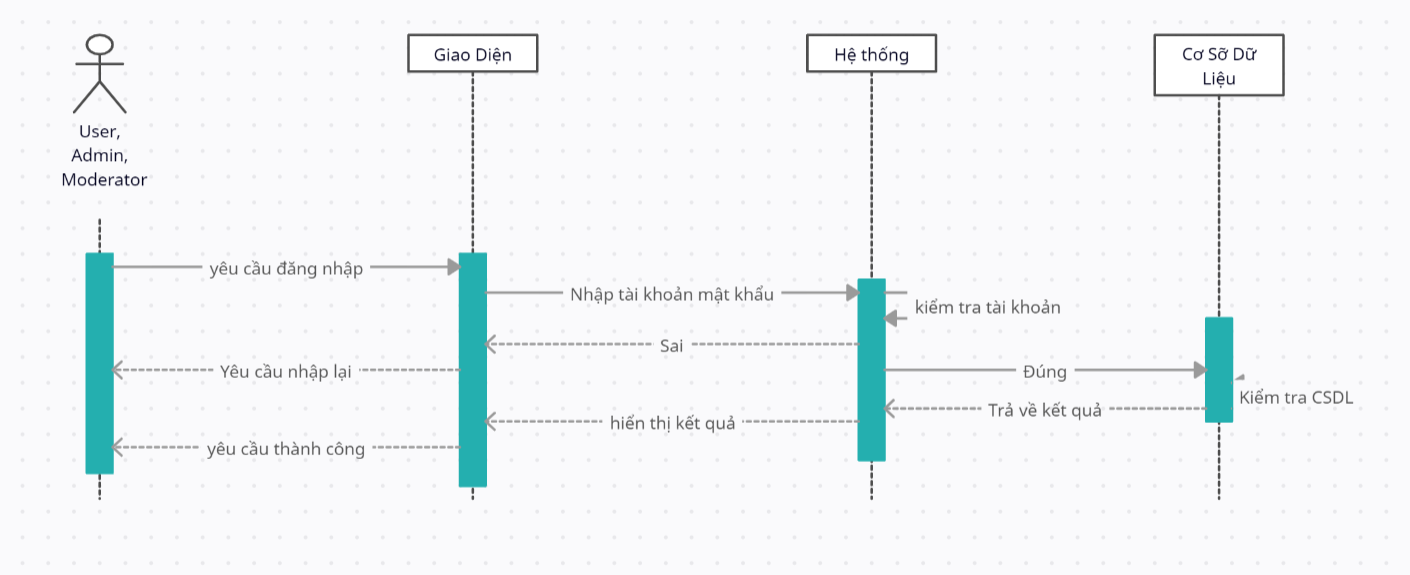 Giao Diện
Hệ thống
Cơ Sỡ Dữ
Liệu
User,
Admin,
Moderator
yêu cầu đăng nhập
Nhập tài khoản mật khẩu
kiểm tra tài khoản
Sai
Yêu cầu nhập lại
Đúng
Kiểm tra CSDL
Trả về kết quả
hiển thị kết quả
yêu cầu thành công